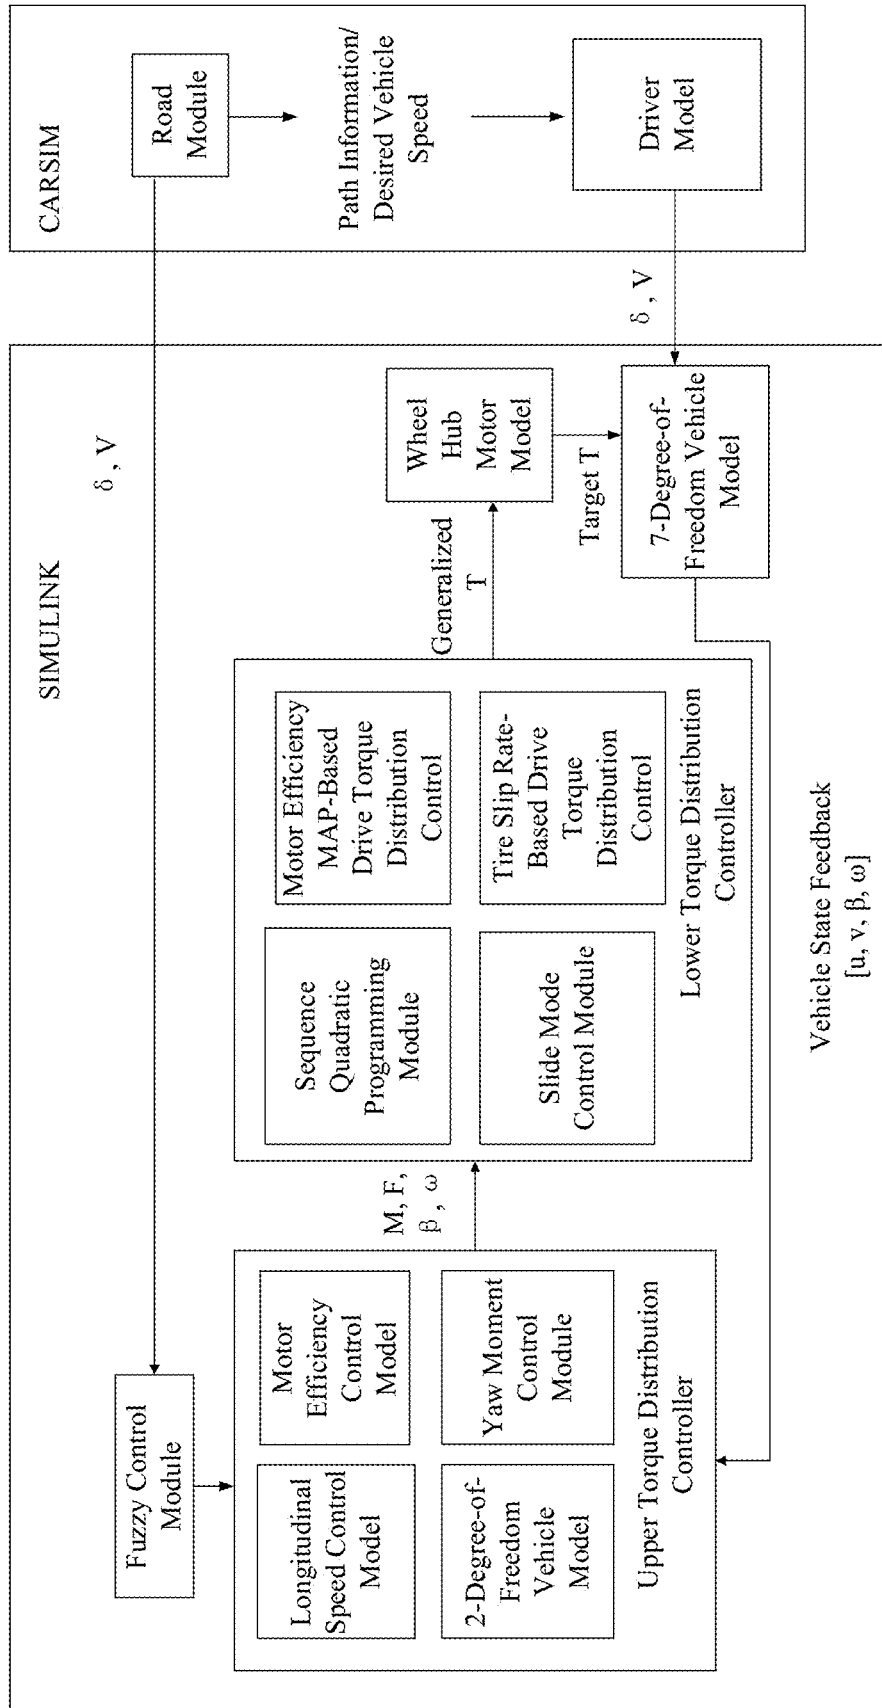 CARSIM
Road
Module
Path Information/
Desired Vehicle
Speed
Driver
Model
δ , V
δ , V
SIMULINK
Fuzzy Control
Module
Longitudinal
Speed Control
Model
Motor
Efficiency
Control
Model
2-Degree-of-
Freedom
Vehicle
Model
Yaw Moment
Control
Module
Upper Torque Distribution
Controller
M, F,
β , ω
Sequence
Quadratic
Programming
Module
Motor Efficiency
MAP-Based
Drive Torque
Distribution
Control
Slide Mode
Control Module
Tire Slip Rate-
Based Drive
Torque
Distribution
Control
Lower Torque Distribution
Controller
Generalized
T
Wheel
Hub
Motor
Model
Target T
7-Degree-of-
Freedom Vehicle
Model
Vehicle State Feedback
[u, v, β, ω]